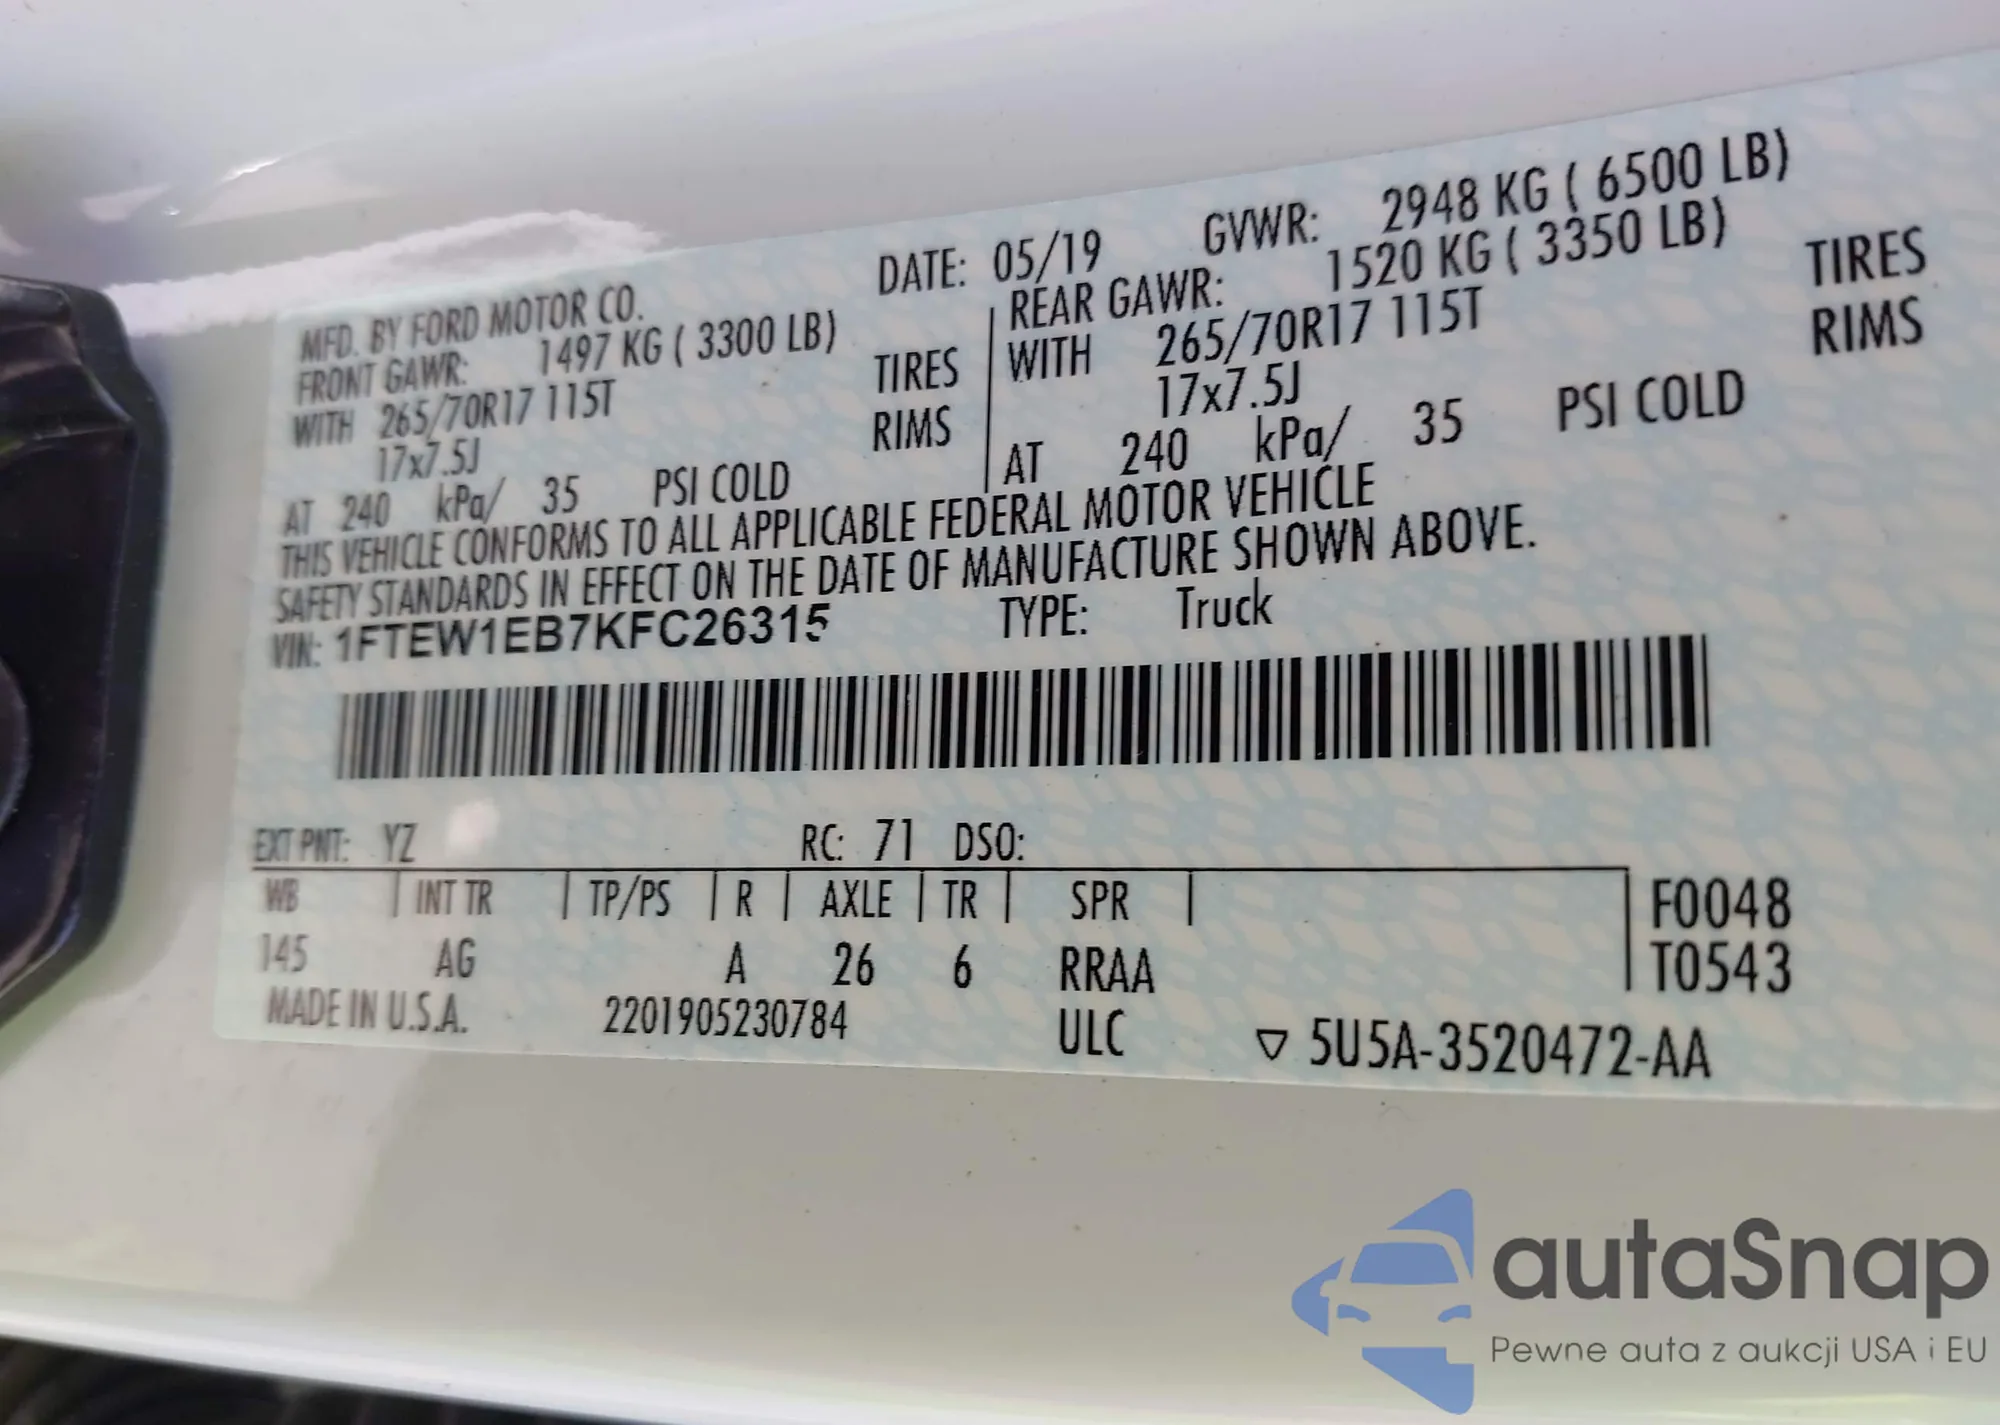 MFD. BY FORD MOTOR CO. DATE: 05/19 GVWR: 2948 KG ( 6500 LB)
FRONT GAWR: 1497 KG ( 3300 LB) REAR GAWR: 1520 KG ( 3350 LB)
WITH 265/70R17 115T TIRES WITH 265/70R17 115T TIRES
17x7.5J RIMS 17x7.5J RIMS
AT 240 kPa/ 35 PSI COLD AT 240 kPa/ 35 PSI COLD
THIS VEHICLE CONFORMS TO ALL APPLICABLE FEDERAL MOTOR VEHICLE
SAFETY STANDARDS IN EFFECT ON THE DATE OF MANUFACTURE SHOWN ABOVE.
VIN: 1FTEW1EB7KFC26315 TYPE: Truck
EXT PNT: YZ RC: 71 DSO:
WB INT TR TP/PS R AXLE TR SPR F0048
145 AG A 26 6 RRAA T0543
MADE IN U.S.A. 2201905230784 ULC ▽ 5U5A-3520472-AA
autaSnap
Pewne auta z aukcji USA i EU